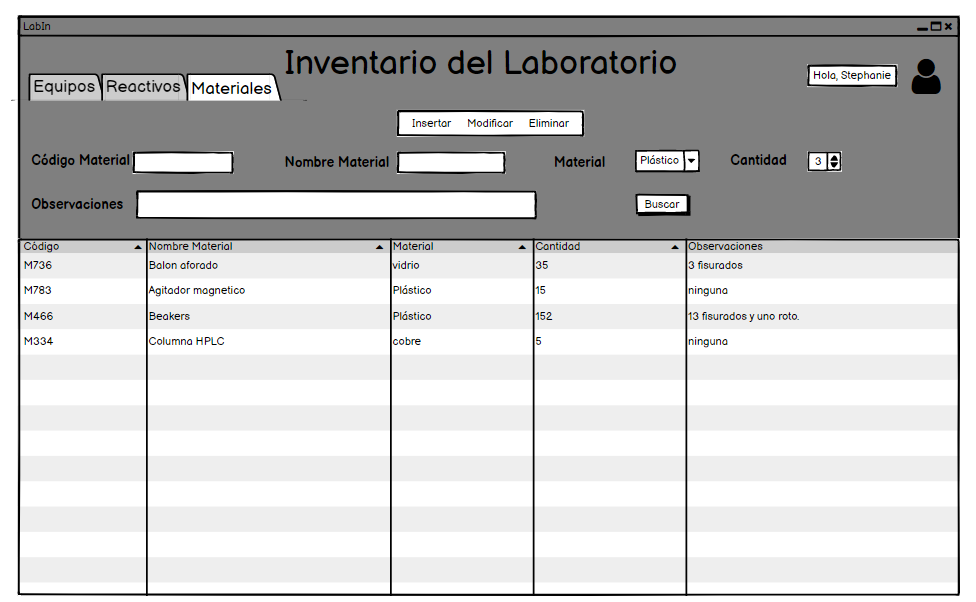 LabIn
Inventario del Laboratorio
Hola, Stephanie
Equipos Reactivos Materiales
Insertar Modificar Eliminar
Código Material Nombre Material Material Plástico Cantidad 3
Observaciones Buscar
Código Nombre Material Material Cantidad Observaciones
M736 Balon aforado vidrio 35 3 fisurados
M783 Agitador magnetico Plástico 15 ninguna
M466 Beakers Plástico 152 13 fisurados y uno roto.
M334 Columna HPLC cobre 5 ninguna